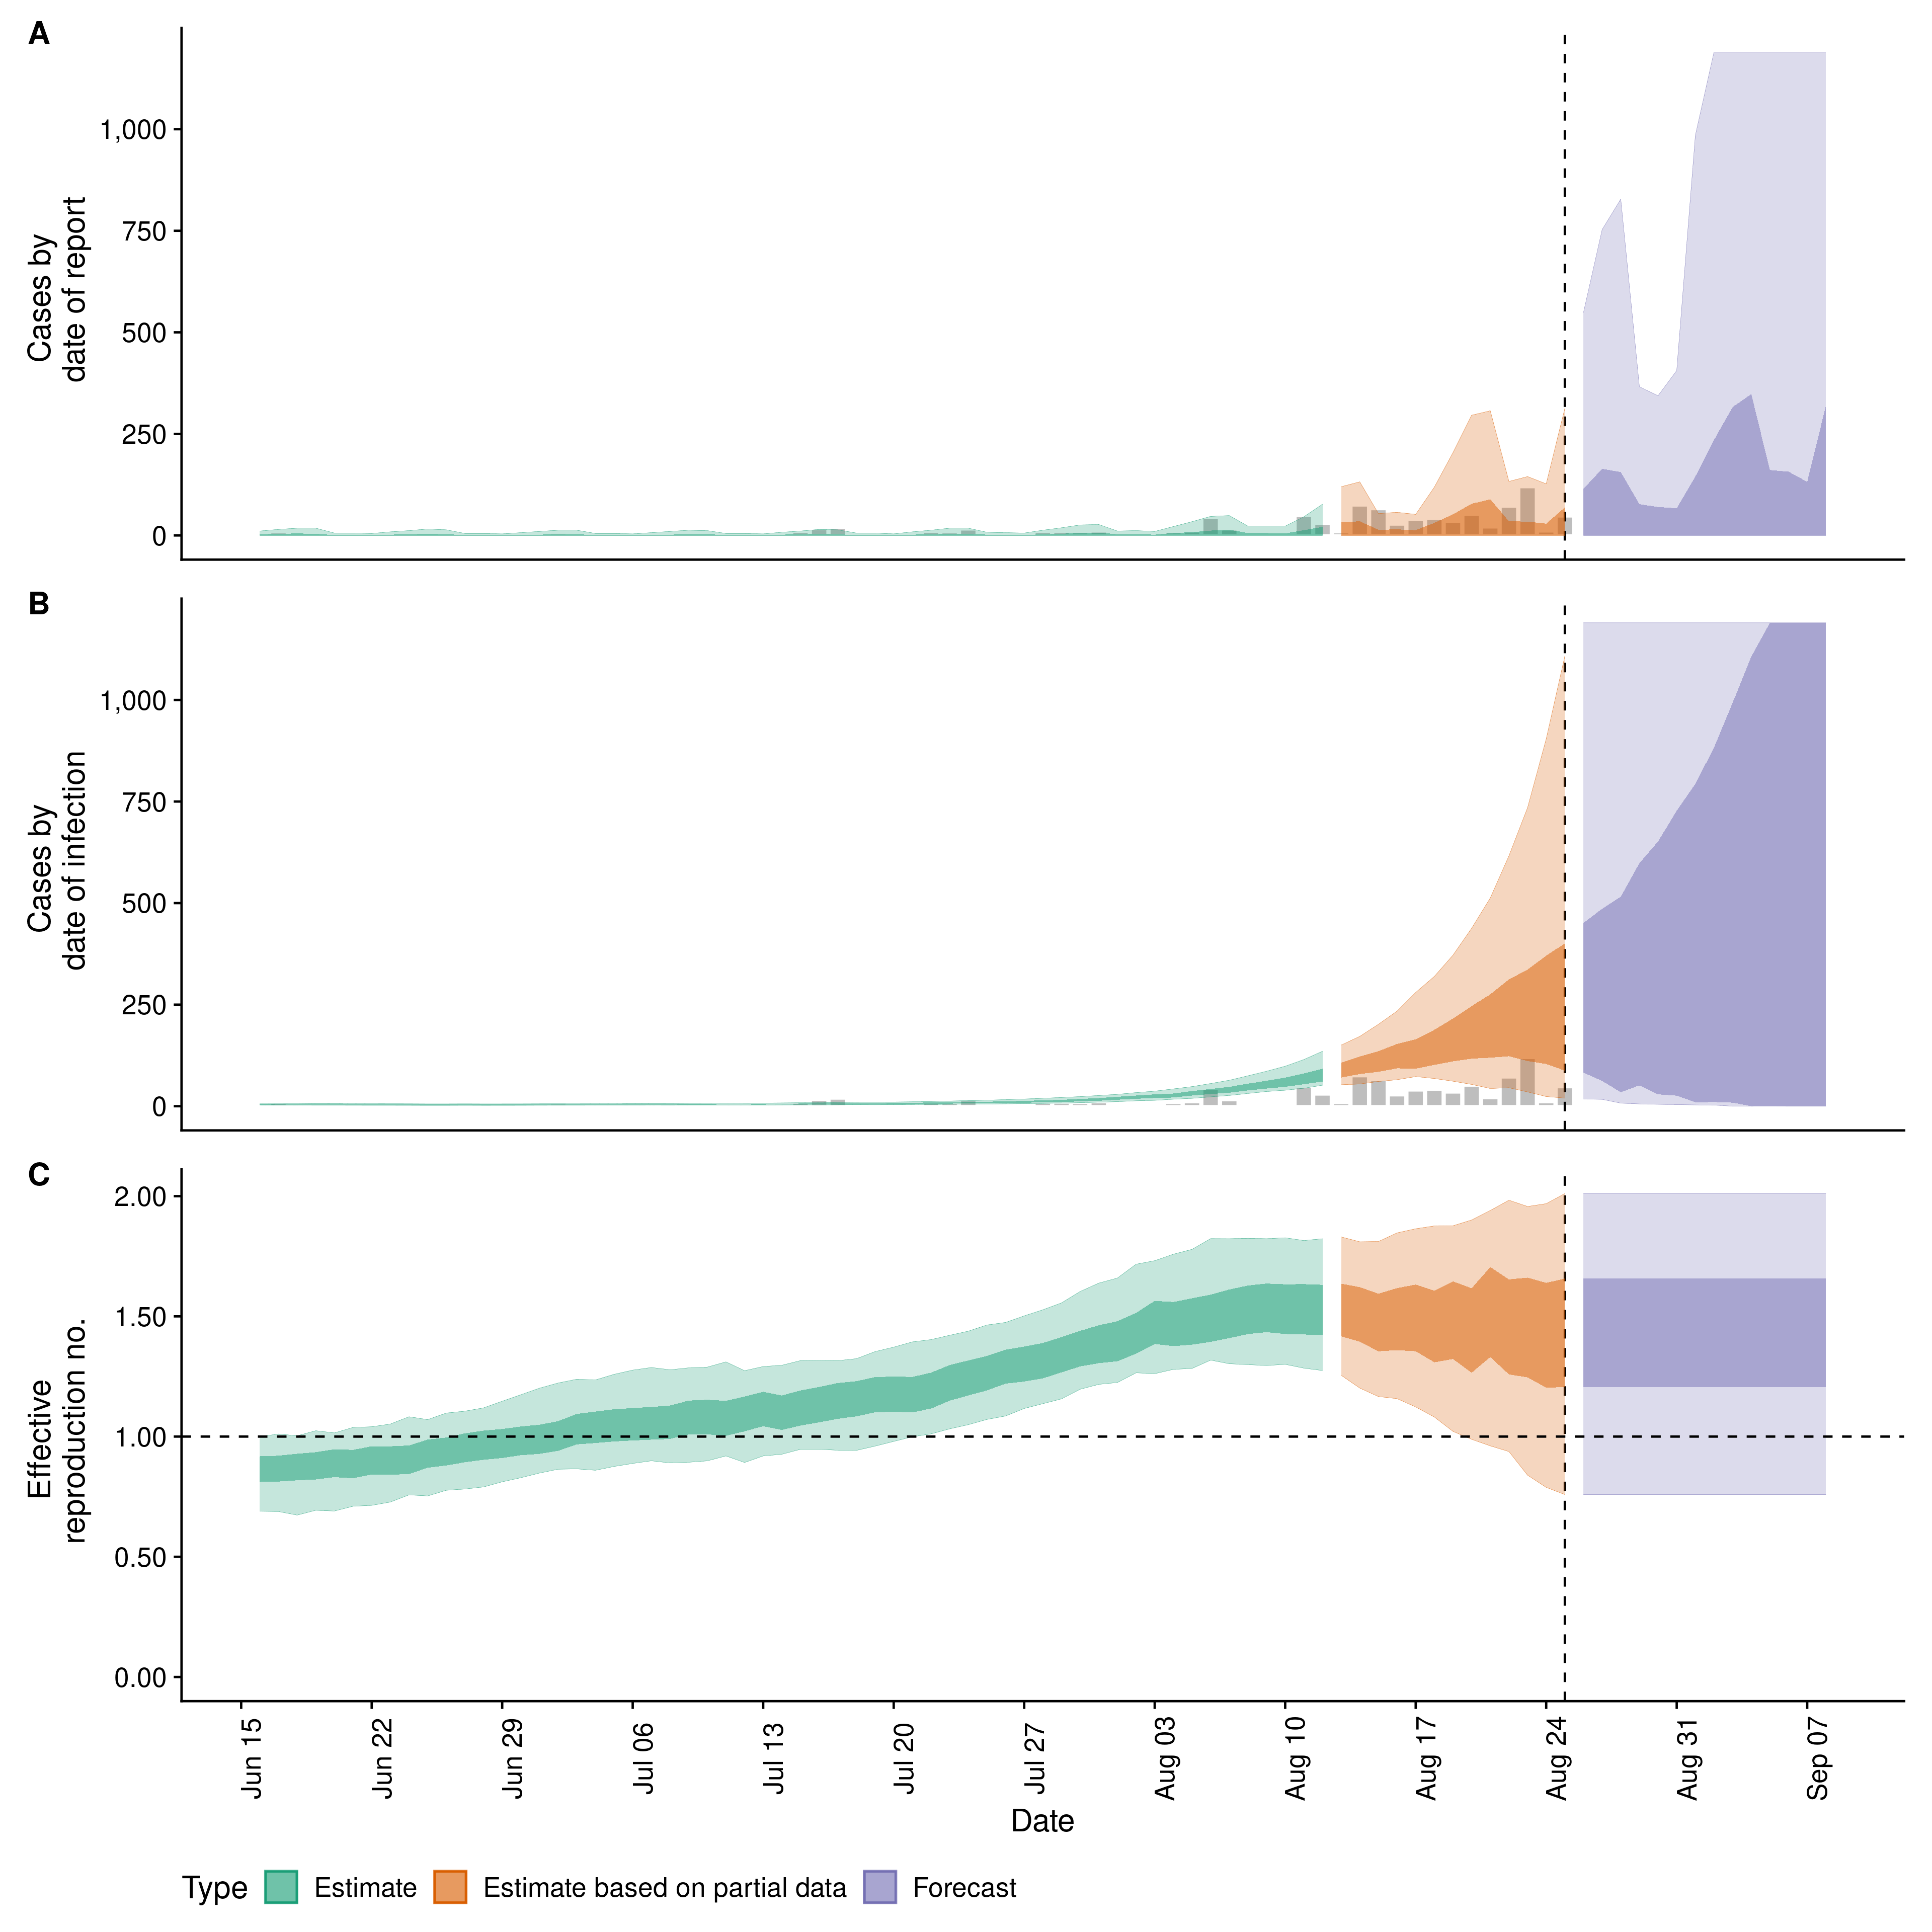 A
Cases by
date of report
1,000
750
500
250
0
B
Cases by
date of infection
1,000
750
500
250
0
C
Effective
reproduction no.
2.00
1.50
1.00
0.50
0.00
Jun 15
Jun 22
Jun 29
Jul 06
Jul 13
Jul 20
Jul 27
Aug 03
Aug 10
Aug 17
Aug 24
Aug 31
Sep 07
Date
Type Estimate Estimate based on partial data Forecast